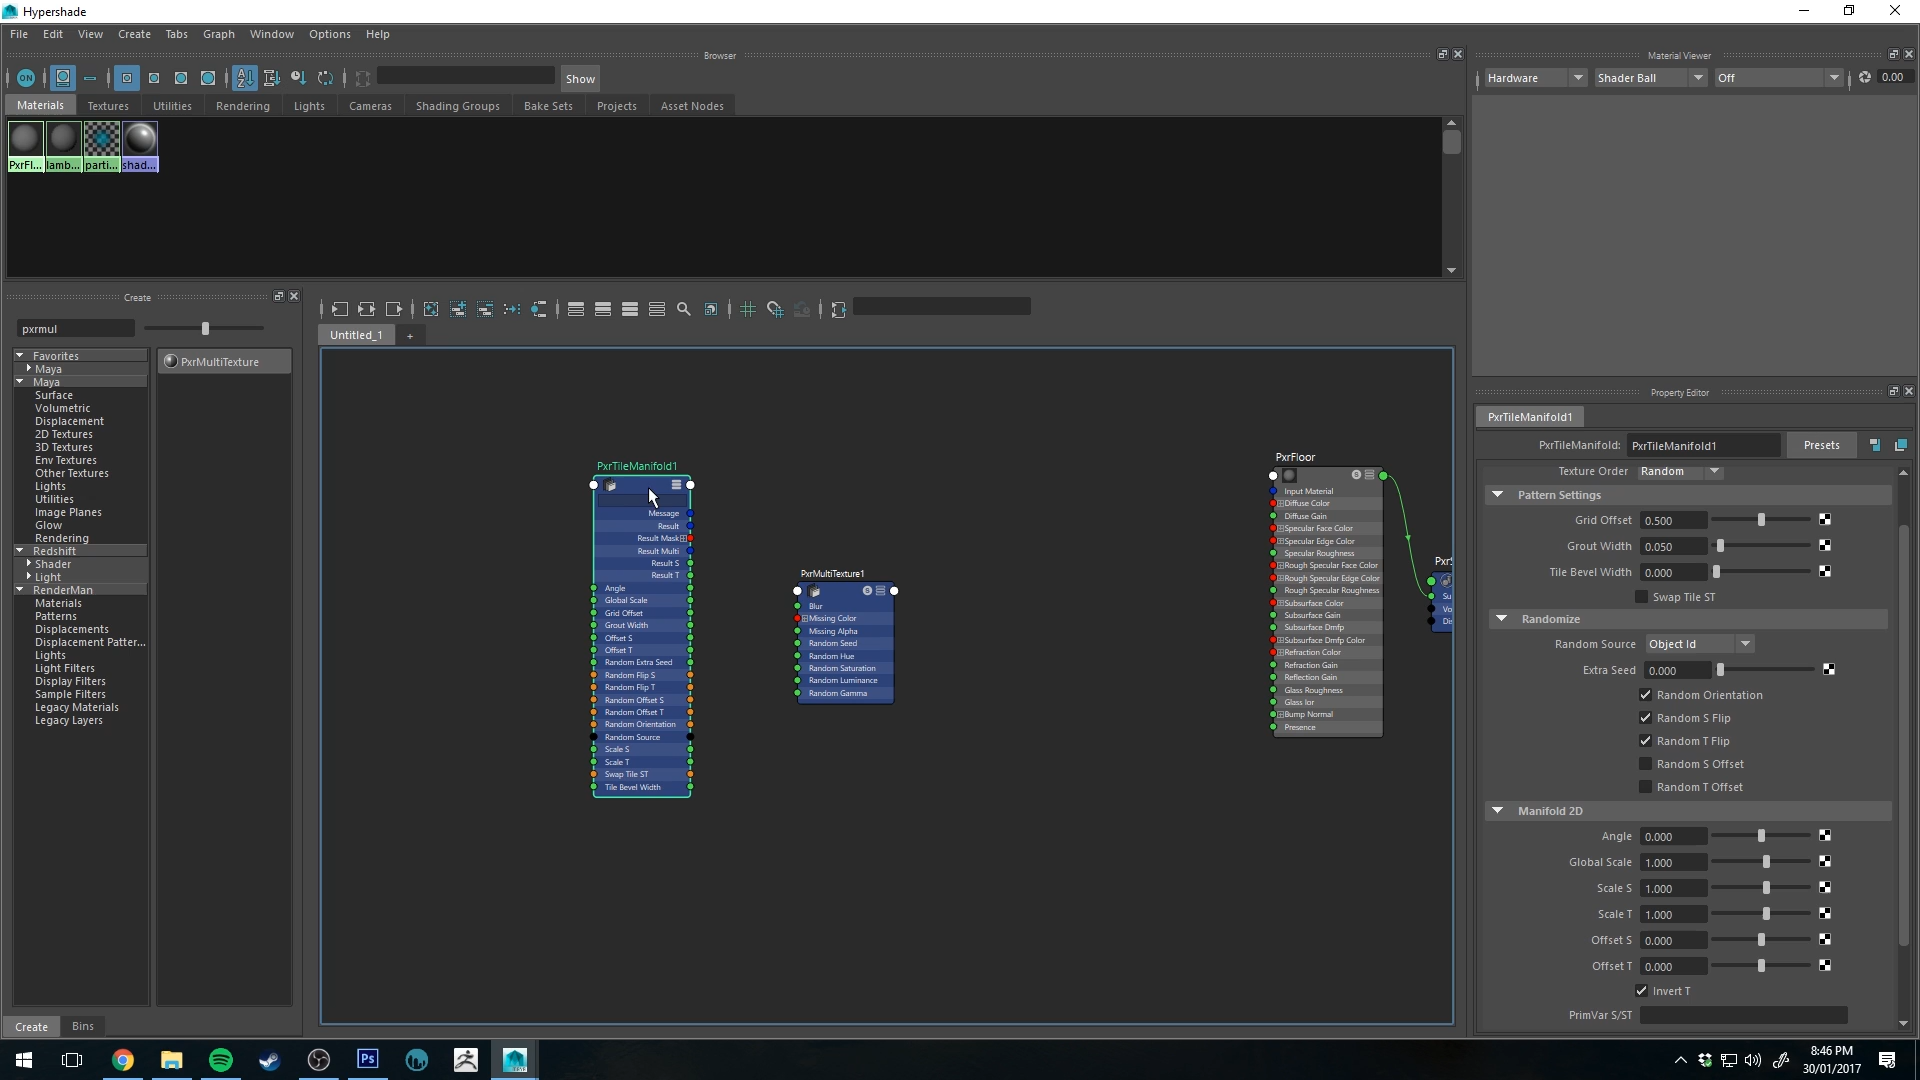 Hypershade
File Edit View Create Tabs Graph Window Options Help
Browser
ON
Show
Materials Textures Utilities Rendering Lights Cameras Shading Groups Bake Sets Projects Asset Nodes
PxrFl... lamb... parti... shad...
Create
pxrmul
Favorites
Maya
Maya
Surface
Volumetric
Displacement
2D Textures
3D Textures
Env Textures
Other Textures
Lights
Utilities
Image Planes
Glow
Rendering
Redshift
Shader
Light
RenderMan
Materials
Patterns
Displacements
Displacement Patter...
Lights
Light Filters
Display Filters
Sample Filters
Legacy Materials
Legacy Layers
PxrMultiTexture
Create Bins
Untitled_1 +
PxrTileManifold1
Message
Result
Result Mask
Result Multi
Result S
Result T
Angle
Global Scale
Grid Offset
Grout Width
Offset S
Offset T
Random Extra Seed
Random Flip S
Random Flip T
Random Offset S
Random Offset T
Random Orientation
Random Source
Scale S
Scale T
Swap Tile ST
Tile Bevel Width
PxrMultiTexture1
S
Blur
Missing Color
Missing Alpha
Random Seed
Random Hue
Random Saturation
Random Luminance
Random Gamma
PxrFloor
S
Input Material
Diffuse Color
Diffuse Gain
Specular Face Color
Specular Edge Color
Specular Roughness
Rough Specular Face Color
Rough Specular Edge Color
Rough Specular Roughness
Subsurface Color
Subsurface Gain
Subsurface Dmfp
Subsurface Dmfp Color
Refraction Color
Refraction Gain
Reflection Gain
Glass Roughness
Glass Ior
Bump Normal
Presence
Su
Vo
Material Viewer
Hardware Shader Ball Off 0.00
Property Editor
PxrTileManifold1
PxrTileManifold: PxrTileManifold1 Presets
Texture Order Random
Pattern Settings
Grid Offset 0.500
Grout Width 0.050
Tile Bevel Width 0.000
Swap Tile ST
Randomize
Random Source Object Id
Extra Seed 0.000
Random Orientation
Random S Flip
Random T Flip
Random S Offset
Random T Offset
Manifold 2D
Angle 0.000
Global Scale 1.000
Scale S 1.000
Scale T 1.000
Offset S 0.000
Offset T 0.000
Invert T
PrimVar S/ST
Ps
8:46 PM
30/01/2017